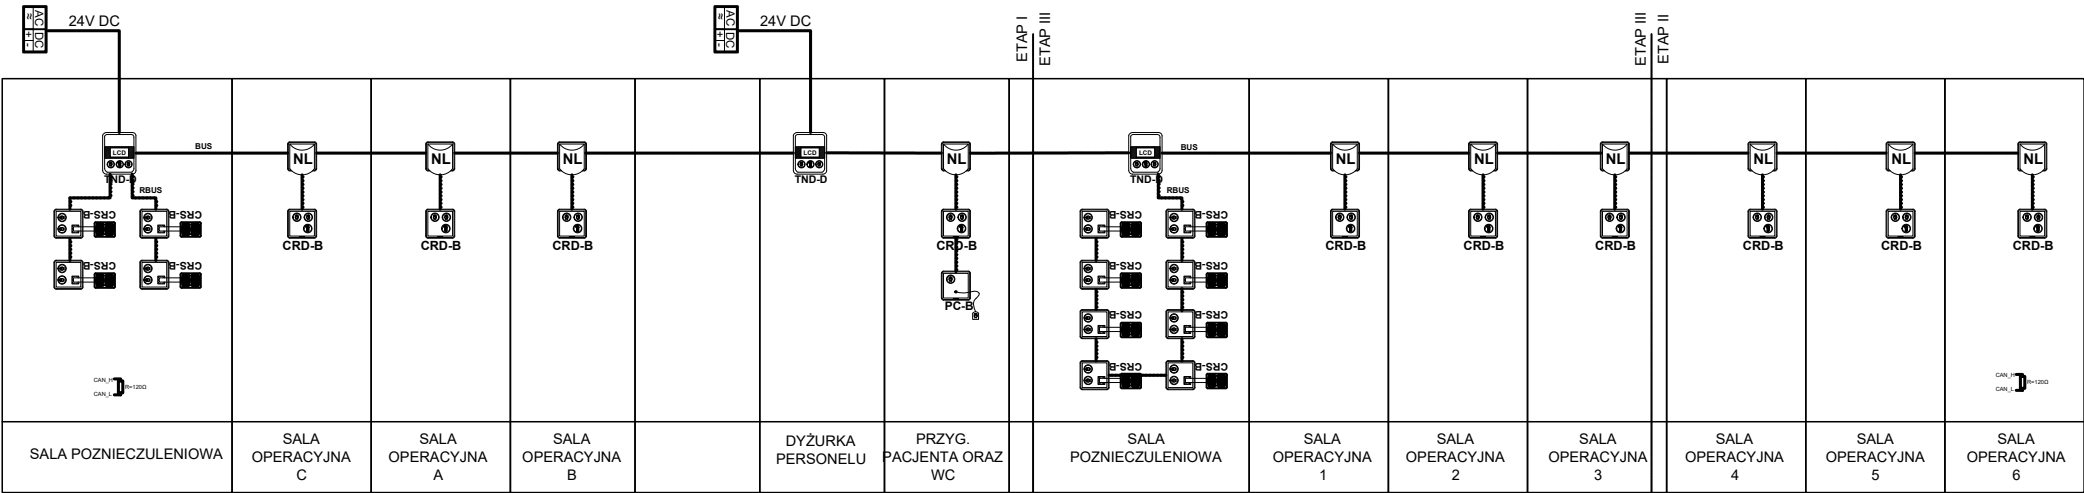 AC DC
≈ + -
24V DC
AC DC
≈ + -
24V DC
ETAP I
ETAP III
ETAP III
ETAP II
LCD
TND-D
BUS
RBUS
CRS-B
CRS-B
CRS-B
CRS-B
CAN_H
R=120Ω
CAN_L
SALA POZNIECZULENIOWA
NL
CRD-B
SALA
OPERACYJNA
C
NL
CRD-B
SALA
OPERACYJNA
A
NL
CRD-B
SALA
OPERACYJNA
B
LCD
TND-D
DYŻURKA
PERSONELU
NL
CRD-B
PC-B
PRZYG.
PACJENTA ORAZ
WC
LCD
TND-D
BUS
RBUS
CRS-B
CRS-B
CRS-B
CRS-B
CRS-B
CRS-B
CRS-B
CRS-B
SALA
POZNIECZULENIOWA
NL
CRD-B
SALA
OPERACYJNA
1
NL
CRD-B
SALA
OPERACYJNA
2
NL
CRD-B
SALA
OPERACYJNA
3
NL
CRD-B
SALA
OPERACYJNA
4
NL
CRD-B
SALA
OPERACYJNA
5
NL
CRD-B
CAN_H
R=120Ω
CAN_L
SALA
OPERACYJNA
6